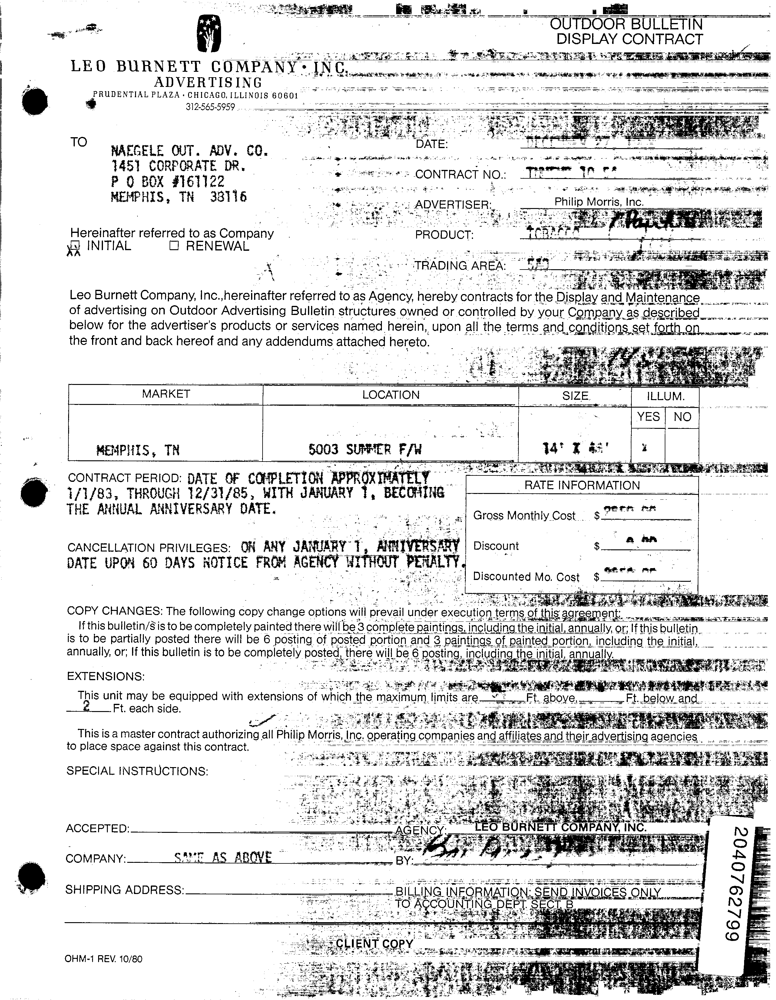 OUTDOOR BULLETIN
DISPLAY CONTRACT
LEO BURNETT COMPANY · INC.
ADVERTISING
PRUDENTIAL PLAZA · CHICAGO, ILLINOIS 60601
312-565-5959
TO
NAEGELE OUT. ADV. CO.
1451 CORPORATE DR.
P O BOX #161122
MEMPHIS, TN 38116
DATE:
CONTRACT NO.:
ADVERTISER: Philip Morris, Inc.
PRODUCT:
TRADING AREA:
Hereinafter referred to as Company
XX INITIAL ☐ RENEWAL
Leo Burnett Company, Inc., hereinafter referred to as Agency, hereby contracts for the Display and Maintenance
of advertising on Outdoor Advertising Bulletin structures owned or controlled by your Company as described
below for the advertiser's products or services named herein, upon all the terms and conditions set forth on
the front and back hereof and any addendums attached hereto.
MARKET LOCATION SIZE ILLUM.
YES NO
MEMPHIS, TN 5003 SUMMER F/W 14' X X
CONTRACT PERIOD: DATE OF COMPLETION APPROXIMATELY
1/1/83, THROUGH 12/31/85, WITH JANUARY 1, BECOMING
THE ANNUAL ANNIVERSARY DATE.
CANCELLATION PRIVILEGES: ON ANY JANUARY 1, ANNIVERSARY
DATE UPON 60 DAYS NOTICE FROM AGENCY WITHOUT PENALTY.
RATE INFORMATION
Gross Monthly Cost $
Discount $
Discounted Mo. Cost $
COPY CHANGES: The following copy change options will prevail under execution terms of this agreement:
If this bulletin/s is to be completely painted there will be 3 complete paintings, including the initial, annually, or; If this bulletin
is to be partially posted there will be 6 posting of posted portion and 3 paintings of painted portion, including the initial,
annually, or; If this bulletin is to be completely posted, there will be 6 posting, including the initial, annually.
EXTENSIONS:
This unit may be equipped with extensions of which the maximum limits are Ft. above, Ft. below and
2 Ft. each side.
This is a master contract authorizing all Philip Morris, Inc. operating companies and affiliates and their advertising agencies
to place space against this contract.
SPECIAL INSTRUCTIONS:
ACCEPTED:
AGENCY: LEO BURNETT COMPANY, INC.
COMPANY: SAME AS ABOVE
BY:
SHIPPING ADDRESS:
BILLING INFORMATION: SEND INVOICES ONLY
TO ACCOUNTING DEPT SECT B
CLIENT COPY
OHM-1 REV. 10/80
2040762799